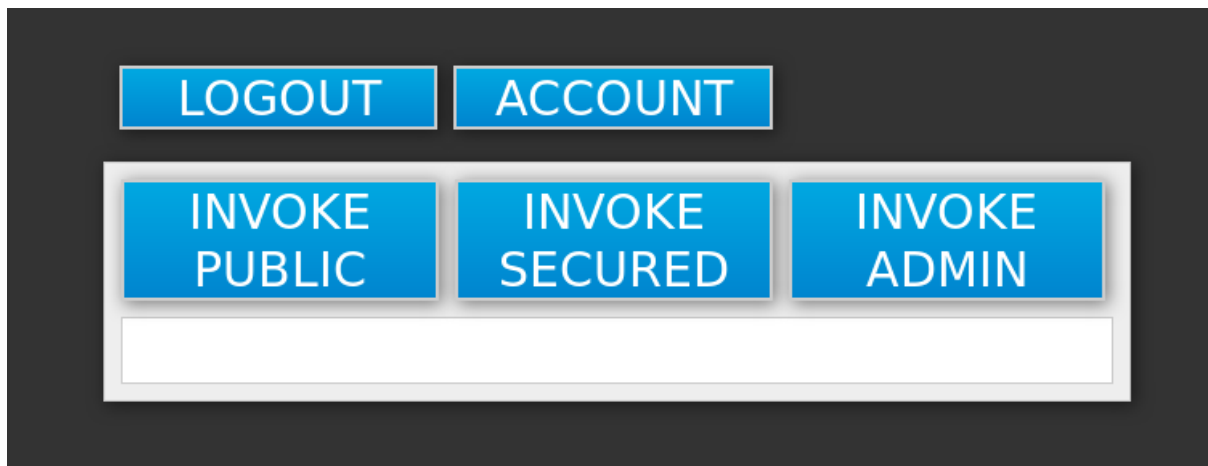 LOGOUT ACCOUNT
INVOKE INVOKE INVOKE
PUBLIC SECURED ADMIN